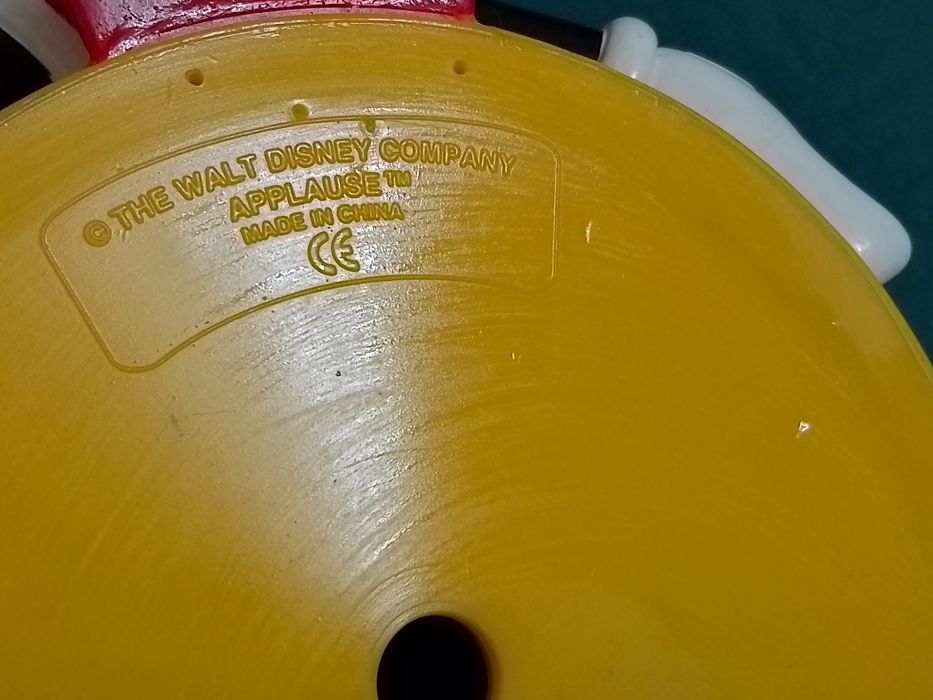 © THE WALT DISNEY COMPANY
APPLAUSE™
MADE IN CHINA
CE